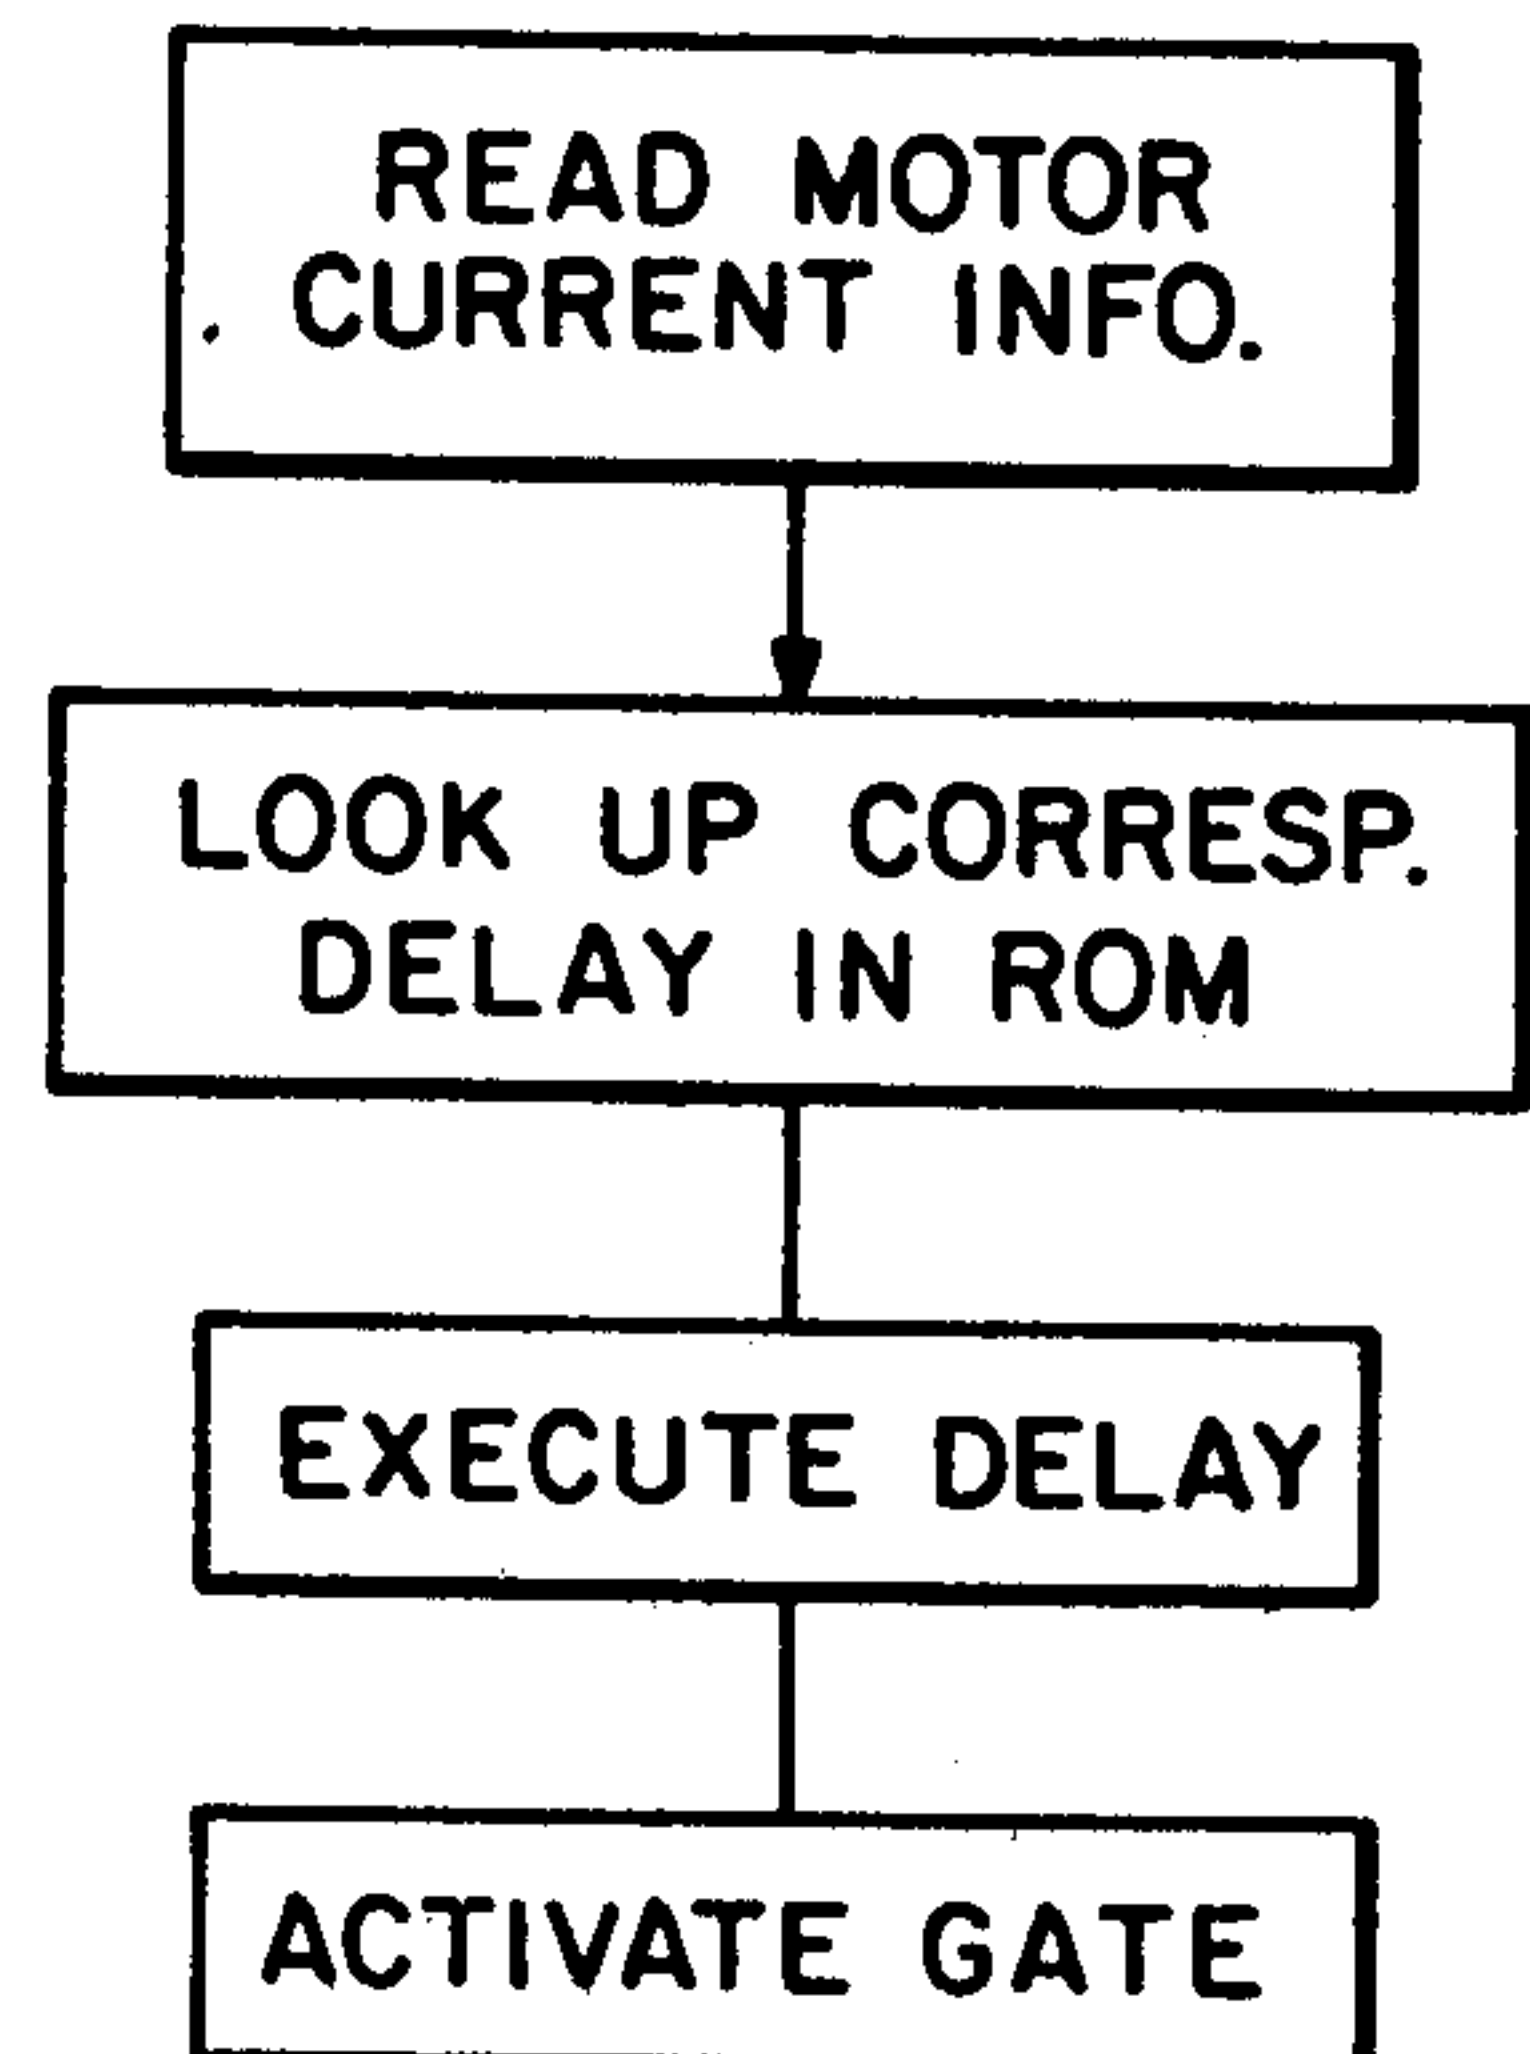 READ MOTOR
CURRENT INFO.
LOOK UP CORRESP.
DELAY IN ROM
EXECUTE DELAY
ACTIVATE GATE